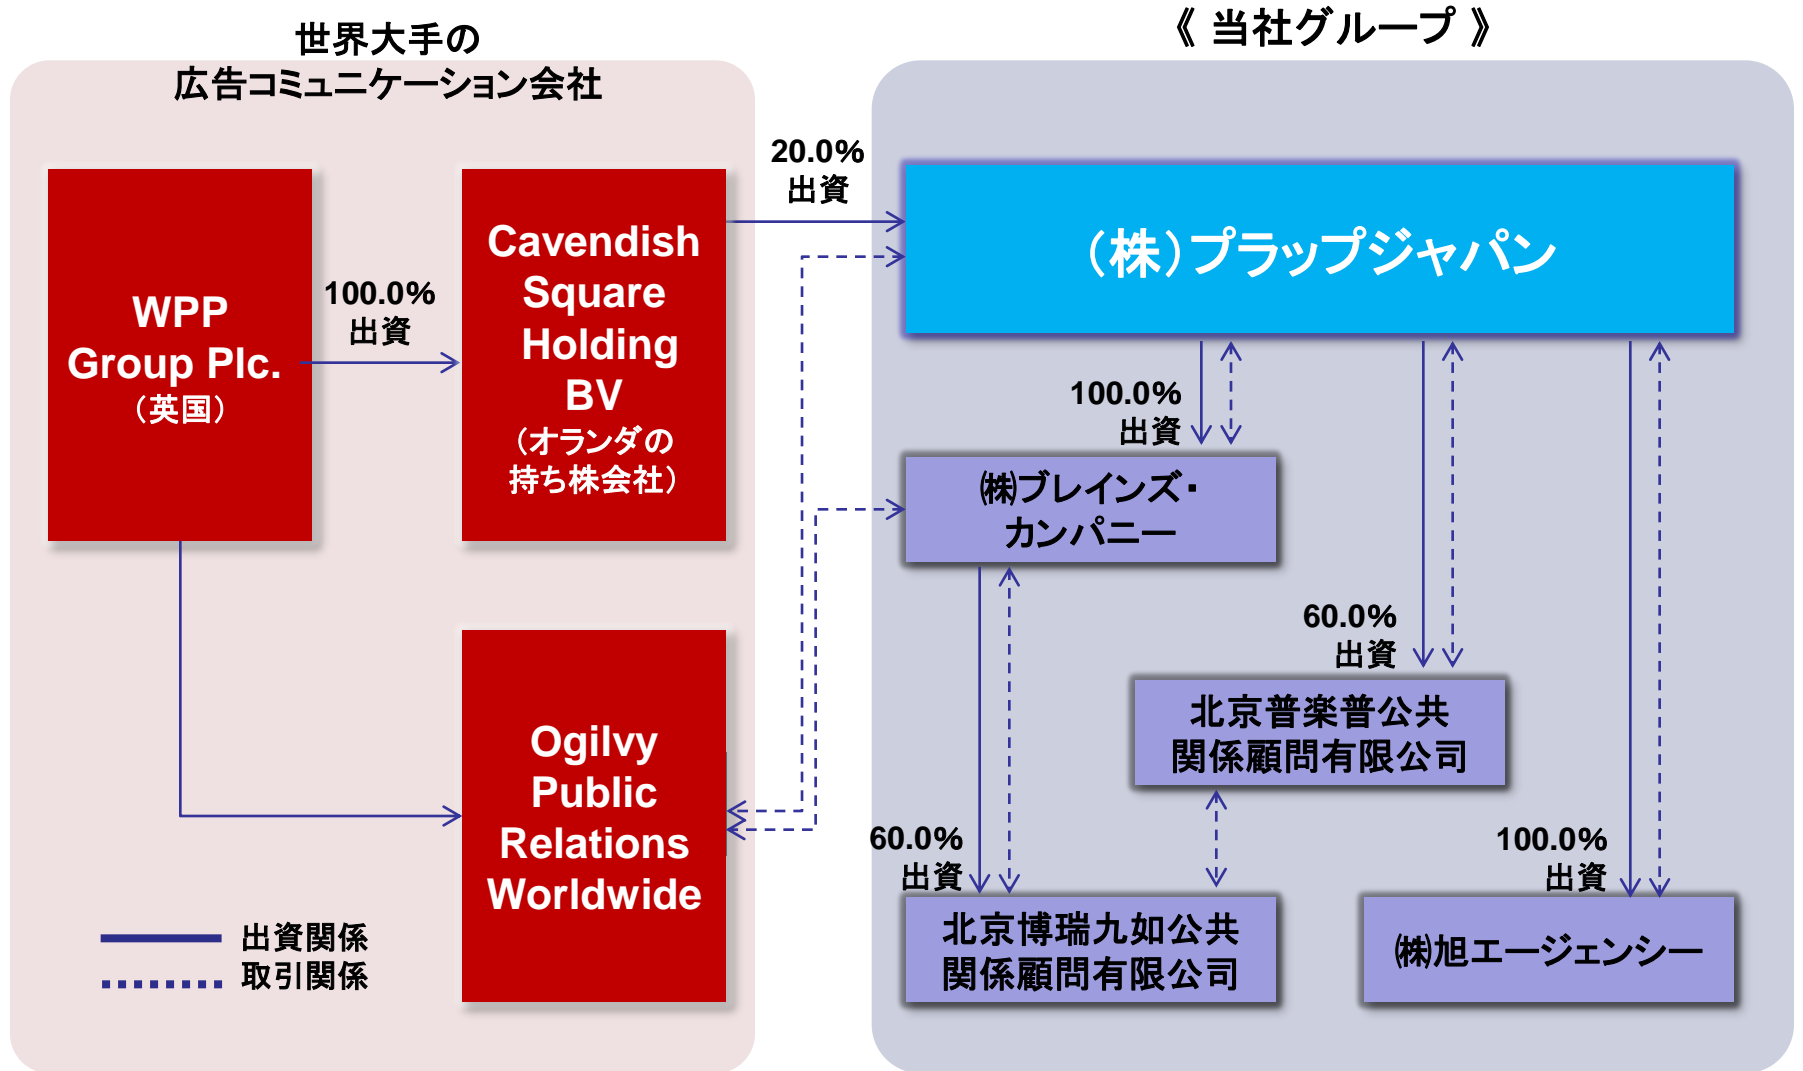 世界大手の
広告コミュニケーション会社
《 当社グループ 》
WPP
Group Plc.
（英国）
100.0%
出資
Cavendish
Square
Holding
BV
（オランダの
持ち株会社）
20.0%
出資
（株）プラップジャパン
100.0%
出資
㈱ブレインズ・
カンパニー
60.0%
出資
北京普楽普公共
関係顧問有限公司
Ogilvy
Public
Relations
Worldwide
60.0%
出資
北京博瑞九如公共
関係顧問有限公司
100.0%
出資
㈱旭エージェンシー
出資関係
取引関係